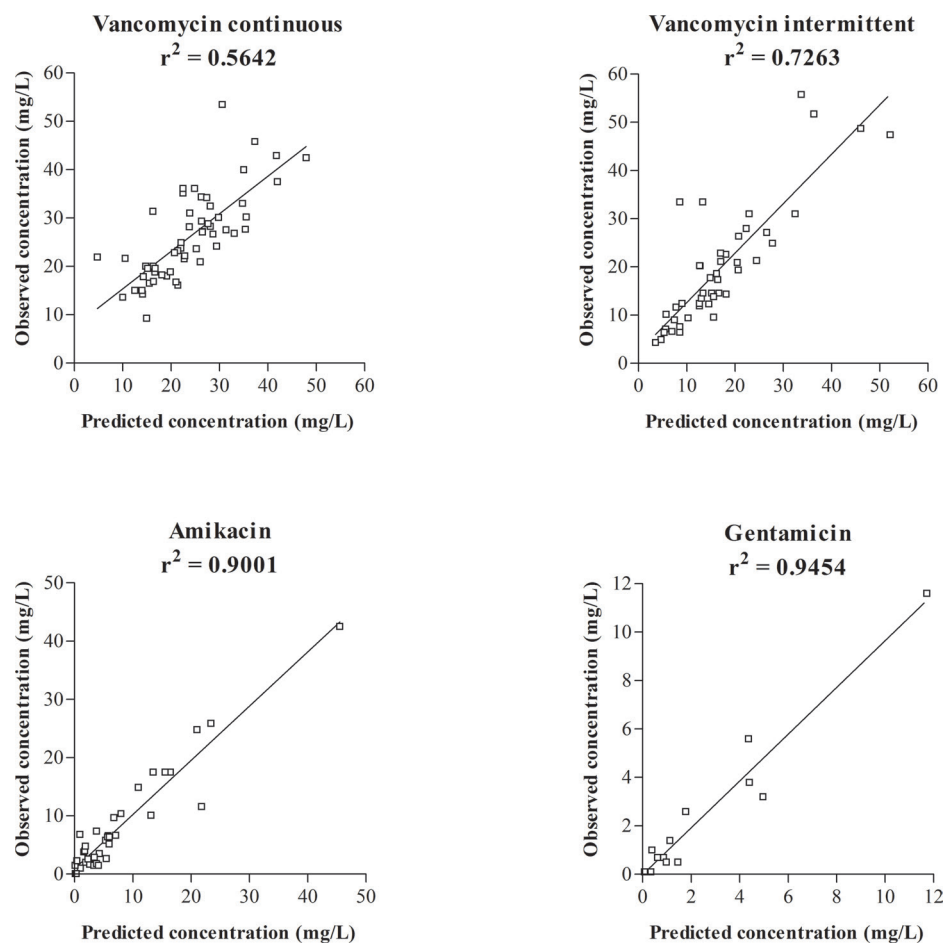 Vancomycin continuous
r² = 0.5642
Observed concentration (mg/L)
60
50
40
30
20
10
0
0 10 20 30 40 50 60
Predicted concentration (mg/L)
Vancomycin intermittent
r² = 0.7263
Observed concentration (mg/L)
60
50
40
30
20
10
0
0 10 20 30 40 50 60
Predicted concentration (mg/L)
Amikacin
r² = 0.9001
Observed concentration (mg/L)
50
40
30
20
10
0
0 10 20 30 40 50
Predicted concentration (mg/L)
Gentamicin
r² = 0.9454
Observed concentration (mg/L)
12
10
8
6
4
2
0
0 2 4 6 8 10 12
Predicted concentration (mg/L)